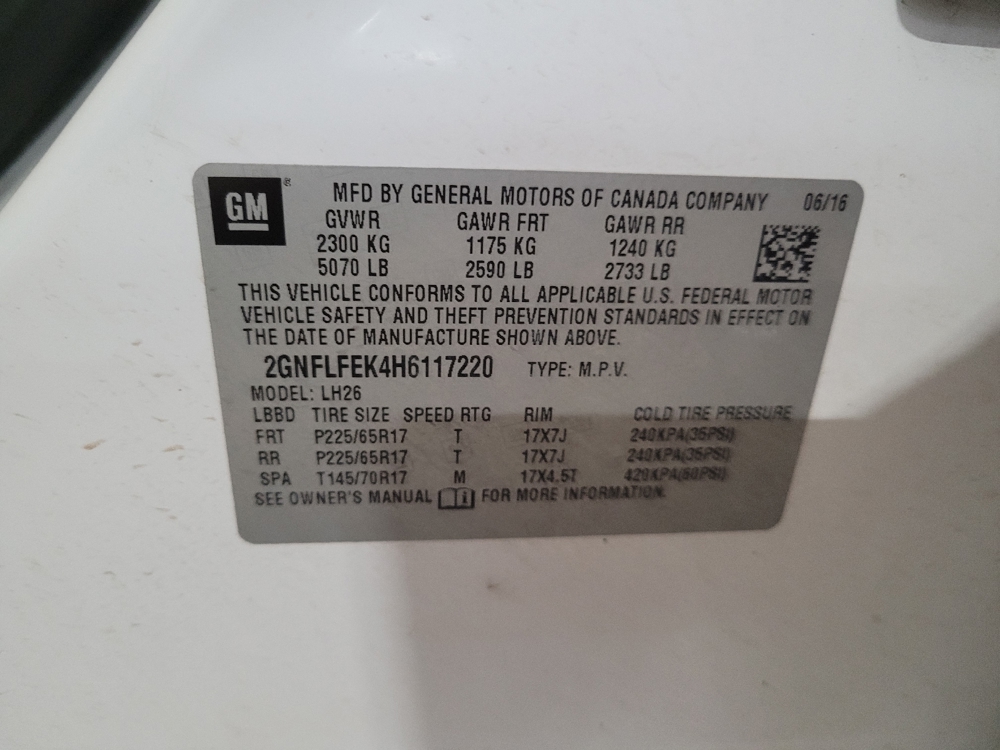 GM ®
MFD BY GENERAL MOTORS OF CANADA COMPANY 06/16
GVWR GAWR FRT GAWR RR
2300 KG 1175 KG 1240 KG
5070 LB 2590 LB 2733 LB
THIS VEHICLE CONFORMS TO ALL APPLICABLE U.S. FEDERAL MOTOR
VEHICLE SAFETY AND THEFT PREVENTION STANDARDS IN EFFECT ON
THE DATE OF MANUFACTURE SHOWN ABOVE.
2GNFLFEK4H6117220 TYPE: M.P.V.
MODEL: LH26
LBBD TIRE SIZE SPEED RTG RIM COLD TIRE PRESSURE
FRT P225/65R17 T 17X7J 240KPA(35PSI)
RR P225/65R17 T 17X7J 240KPA(35PSI)
SPA T145/70R17 M 17X4.5T 420KPA(60PSI)
SEE OWNER'S MANUAL i FOR MORE INFORMATION.